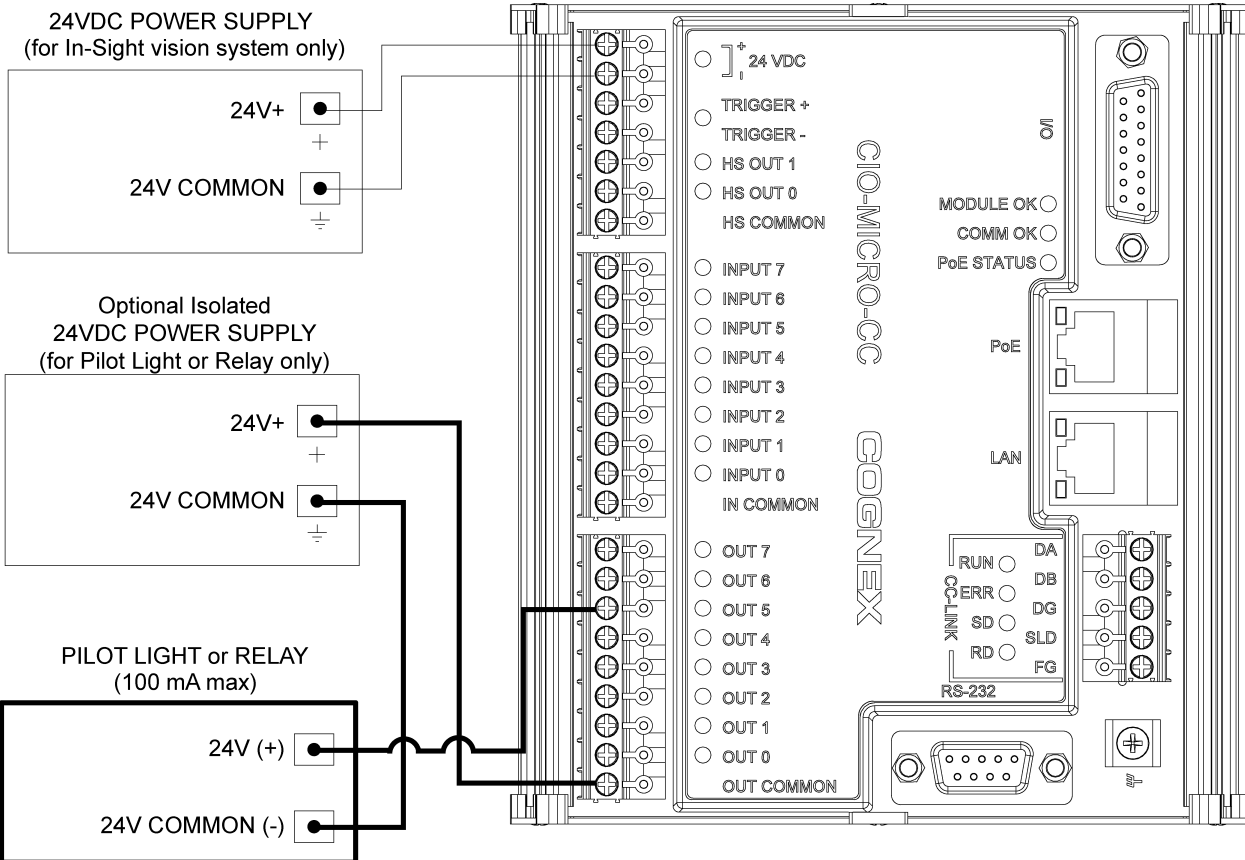 24VDC POWER SUPPLY
(for In-Sight vision system only)
24V+
24V COMMON
Optional Isolated
24VDC POWER SUPPLY
(for Pilot Light or Relay only)
24V+
24V COMMON
PILOT LIGHT or RELAY
(100 mA max)
24V (+)
24V COMMON (-)
+
-
24 VDC
TRIGGER +
TRIGGER -
HS OUT 1
HS OUT 0
HS COMMON
INPUT 7
INPUT 6
INPUT 5
INPUT 4
INPUT 3
INPUT 2
INPUT 1
INPUT 0
IN COMMON
OUT 7
OUT 6
OUT 5
OUT 4
OUT 3
OUT 2
OUT 1
OUT 0
OUT COMMON
CIO-MICRO-CC
COGNEX
I/O
MODULE OK
COMM OK
PoE STATUS
PoE
LAN
CC-LINK
RUN
ERR
SD
RD
DA
DB
DG
SLD
FG
RS-232